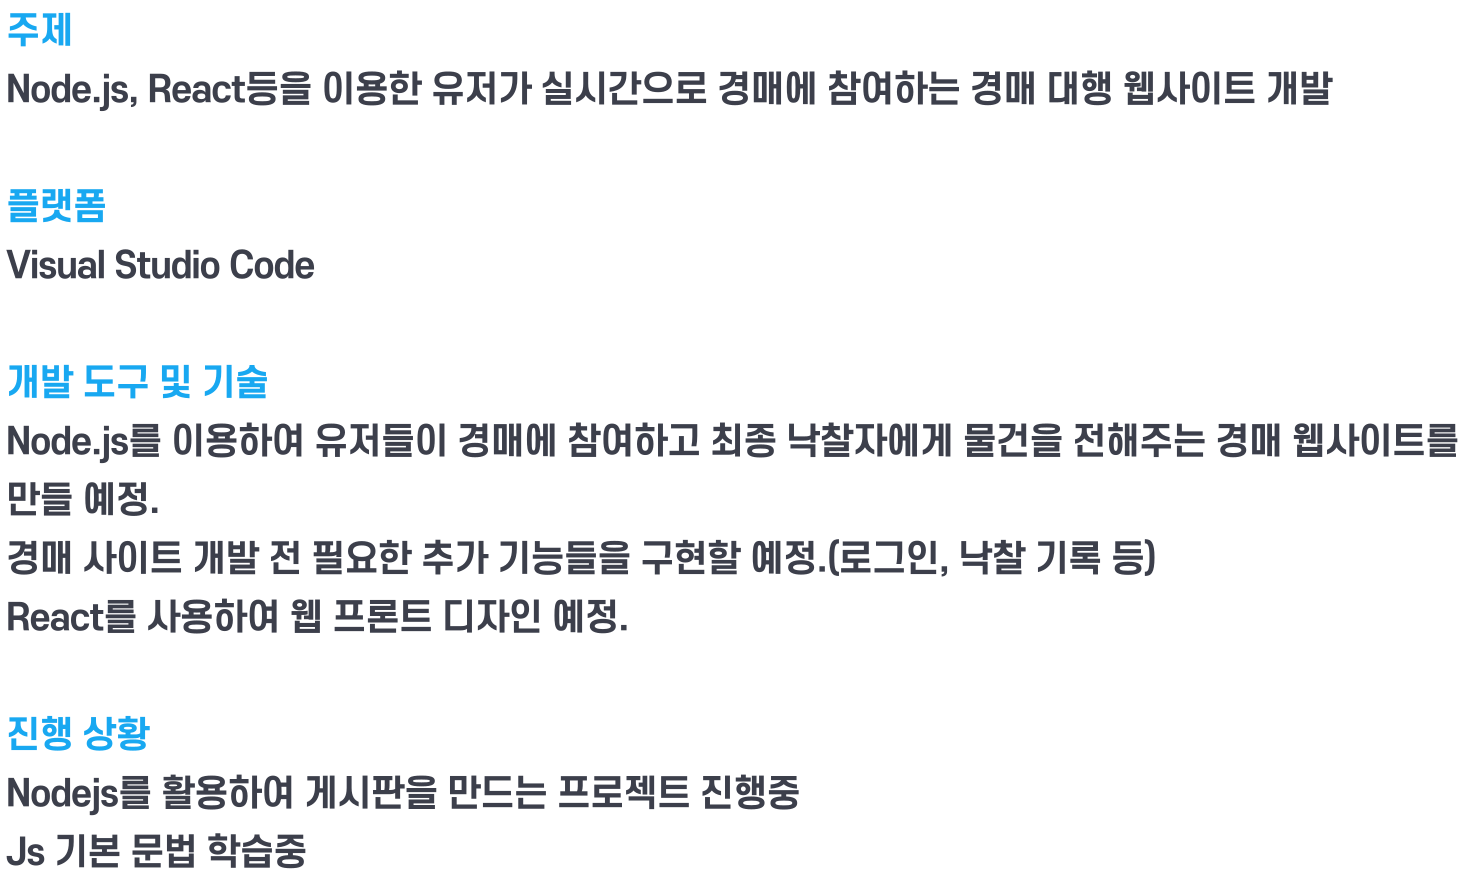 주제
Node.js, React등을 이용한 유저가 실시간으로 경매에 참여하는 경매 대행 웹사이트 개발
플랫폼
Visual Studio Code
개발 도구 및 기술
Node.js를 이용하여 유저들이 경매에 참여하고 최종 낙찰자에게 물건을 전해주는 경매 웹사이트를
만들 예정.
경매 사이트 개발 전 필요한 추가 기능들을 구현할 예정.(로그인, 낙찰 기록 등)
React를 사용하여 웹 프론트 디자인 예정.
진행 상황
Nodejs를 활용하여 게시판을 만드는 프로젝트 진행중
Js 기본 문법 학습중